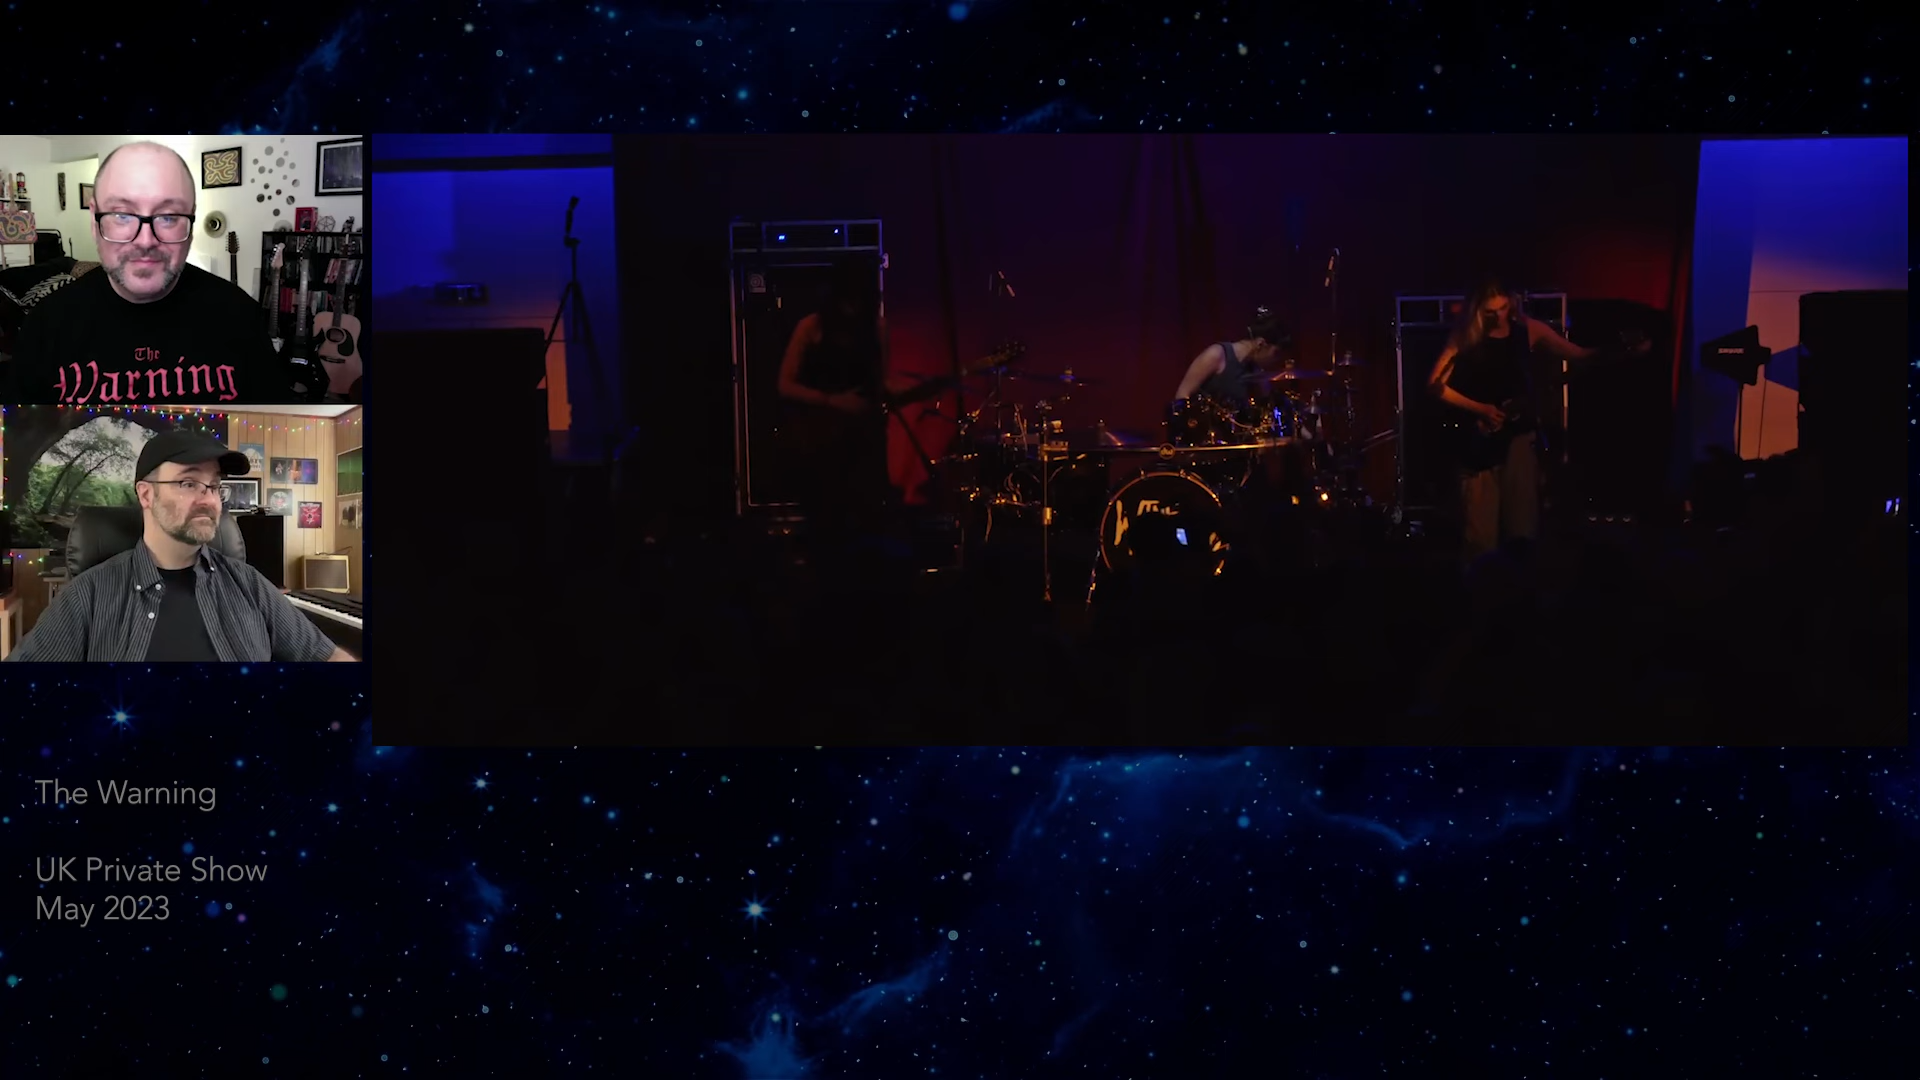 The
Warning
The Warning
UK Private Show
May 2023